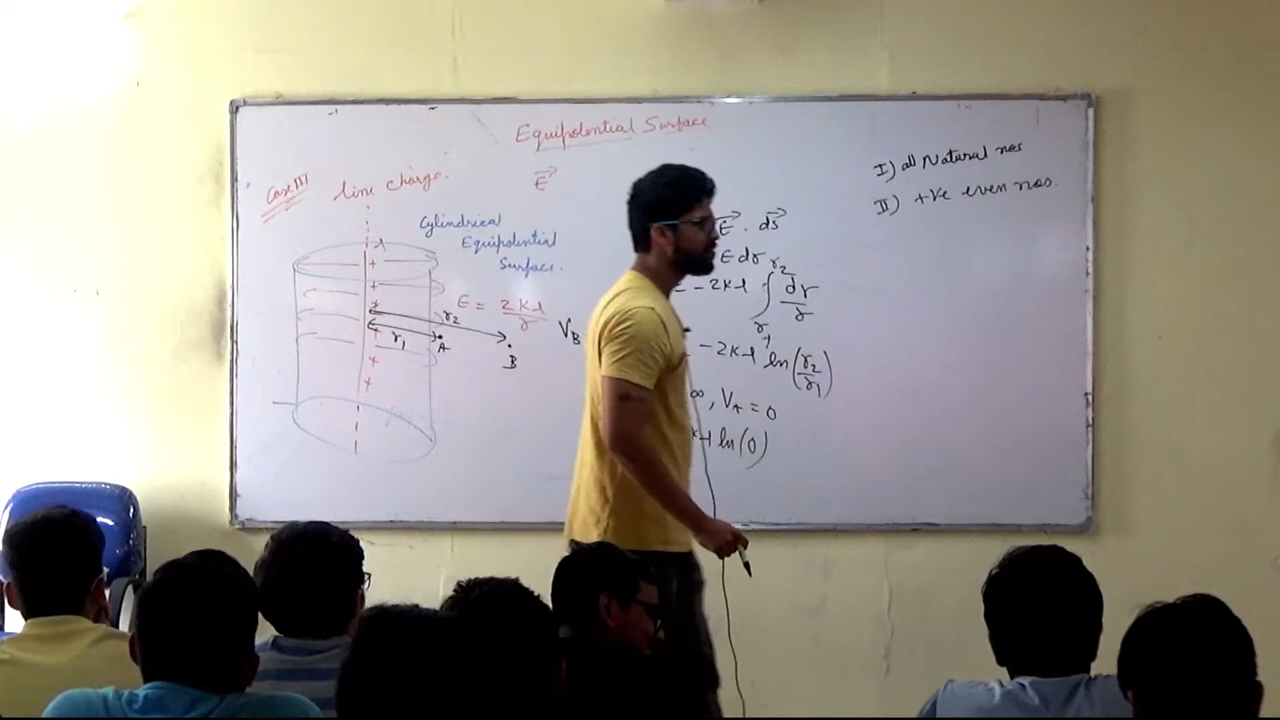 Equipotential Surface
Case III
line charge.
E
Cylindrical
Equipotential
Surface.
λ
E = 2Kλ/r
r₂
r₁
A
B
V_B
E . ds
E dr
= -2Kλ ∫ dr/r
r₂
r₁
-2Kλ ln(r₂/r₁)
∞, V_A = 0
ln(0)
I) all Natural nos
II) +ve even nos.